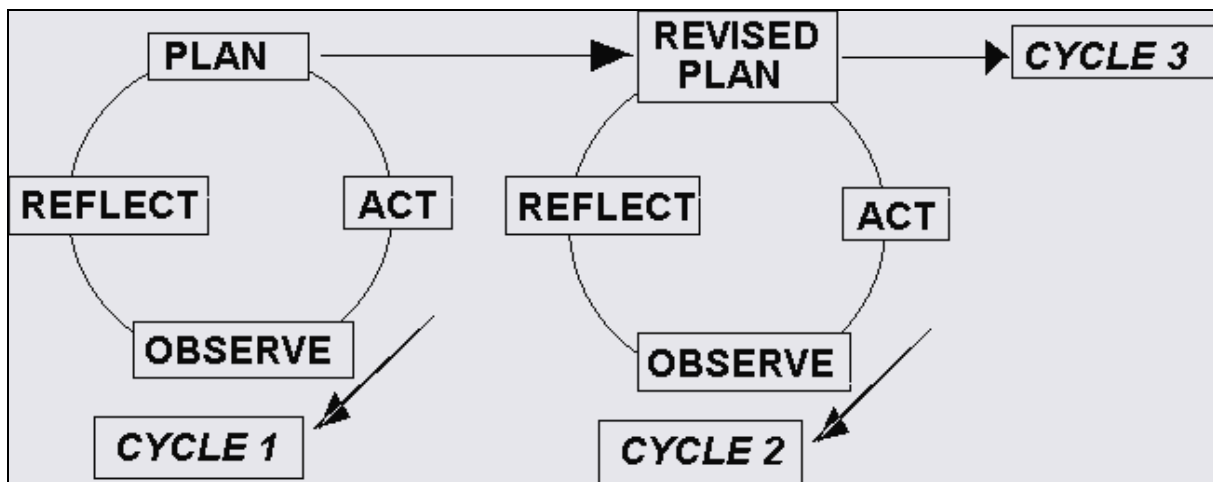 PLAN
REVISED
PLAN
CYCLE 3
REFLECT
ACT
REFLECT
ACT
OBSERVE
OBSERVE
CYCLE 1
CYCLE 2